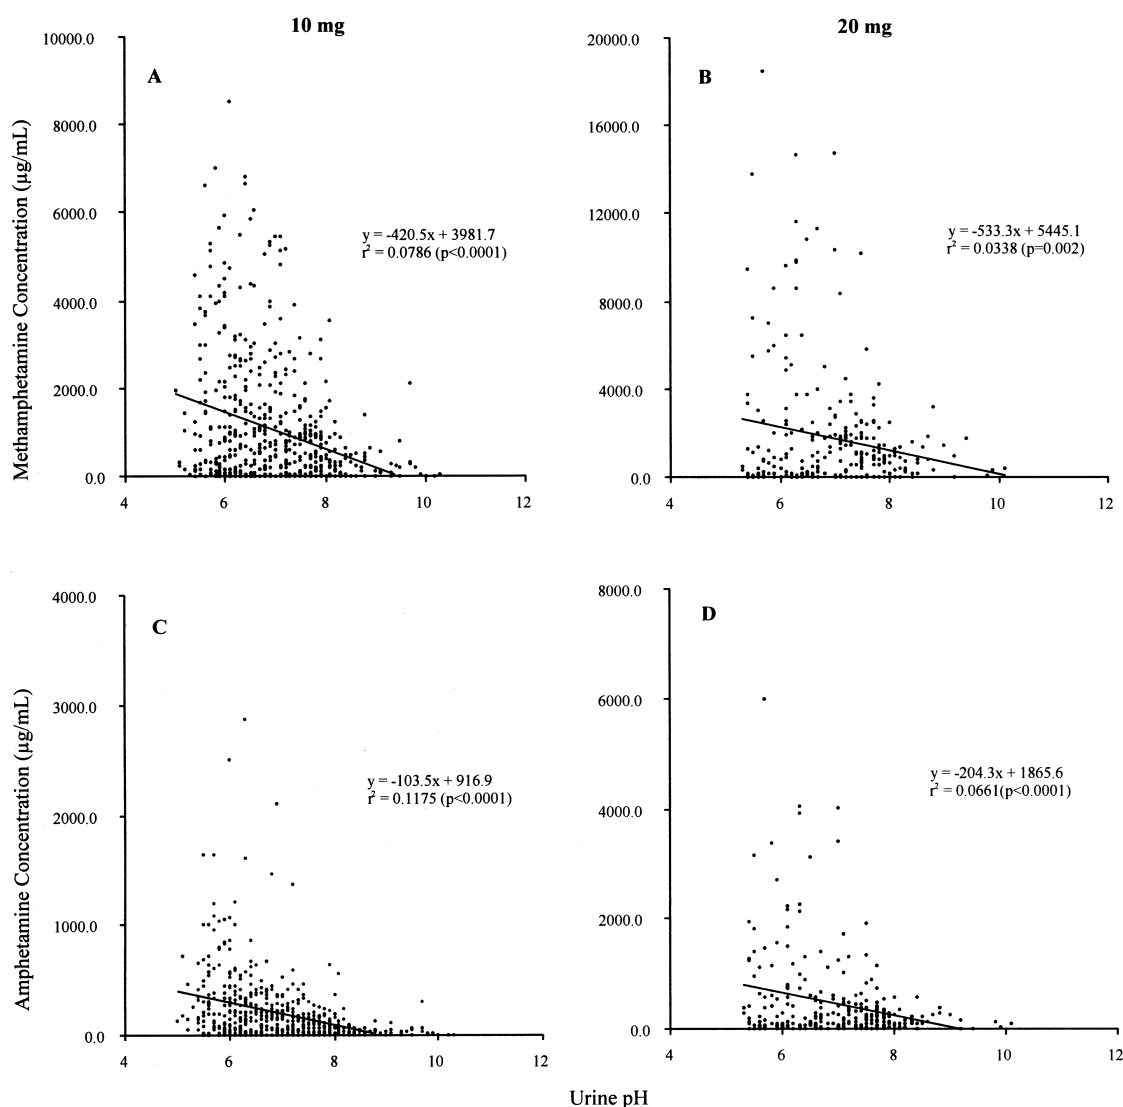 10 mg
20 mg
Methamphetamine Concentration (µg/mL)
10000.0
8000.0
6000.0
4000.0
2000.0
0.0
A
y = -420.5x + 3981.7
r² = 0.0786 (p<0.0001)
4 6 8 10 12
20000.0
16000.0
12000.0
8000.0
4000.0
0.0
B
y = -533.3x + 5445.1
r² = 0.0338 (p=0.002)
4 6 8 10 12
Amphetamine Concentration (µg/mL)
4000.0
3000.0
2000.0
1000.0
0.0
C
y = -103.5x + 916.9
r² = 0.1175 (p<0.0001)
4 6 8 10 12
8000.0
6000.0
4000.0
2000.0
0.0
D
y = -204.3x + 1865.6
r² = 0.0661(p<0.0001)
4 6 8 10 12
Urine pH